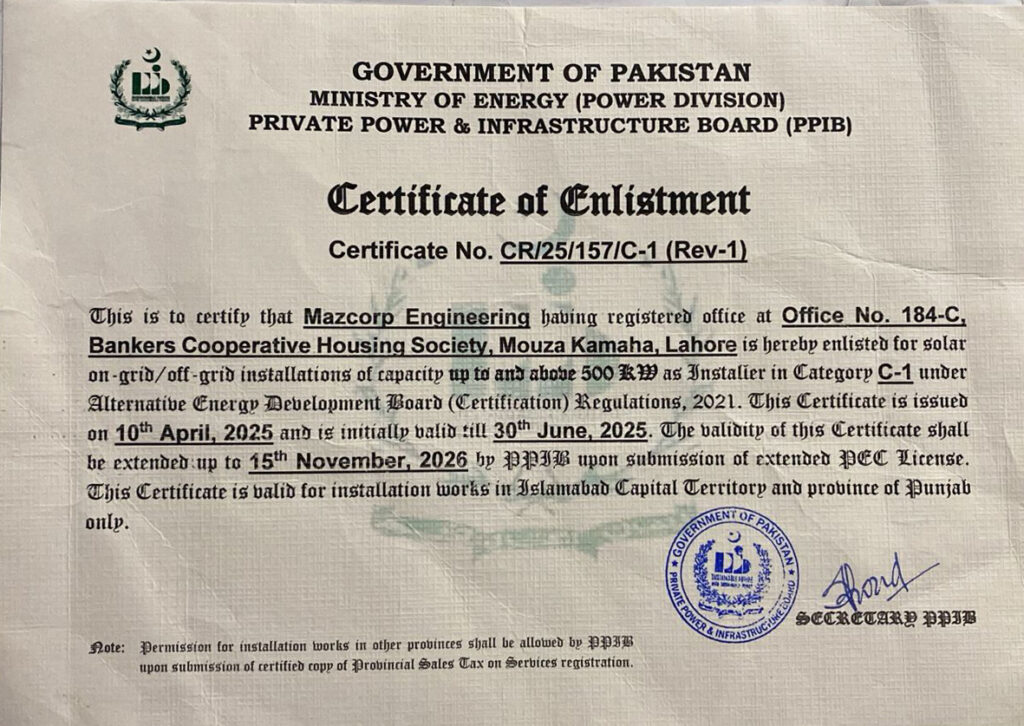 GOVERNMENT OF PAKISTAN
MINISTRY OF ENERGY (POWER DIVISION)
PRIVATE POWER & INFRASTRUCTURE BOARD (PPIB)
Certificate of Enlistment
Certificate No. CR/25/157/C-1 (Rev-1)
This is to certify that Mazcorp Engineering having registered office at Office No. 184-C,
Bankers Cooperative Housing Society, Mouza Kamaha, Lahore is hereby enlisted for solar
on-grid/off-grid installations of capacity up to and above 500 KW as Installer in Category C-1 under
Alternative Energy Development Board (Certification) Regulations, 2021. This Certificate is issued
on 10th April, 2025 and is initially valid till 30th June, 2025. The validity of this Certificate shall
be extended up to 15th November, 2026 by PPIB upon submission of extended PEC License.
This Certificate is valid for installation works in Islamabad Capital Territory and province of Punjab
only.
GOVERNMENT OF PAKISTAN
PRIVATE POWER & INFRASTRUCTURE BOARD
SECRETARY PPIB
Note: Permission for installation works in other provinces shall be allowed by PPIB
upon submission of certified copy of Provincial Sales Tax on Services registration.